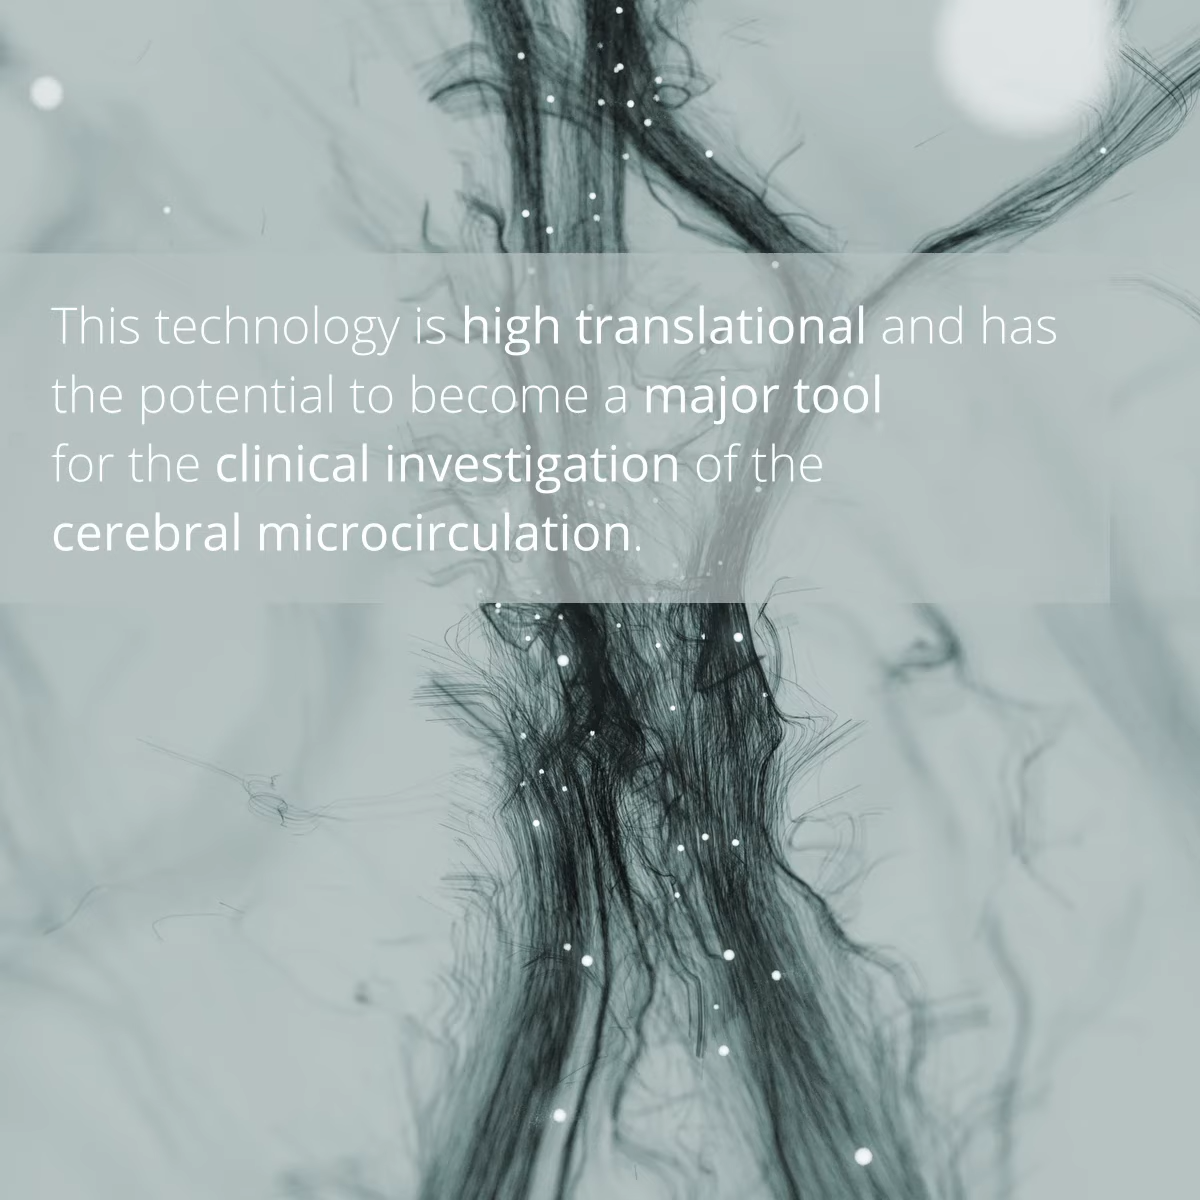 This technology is high translational and has
the potential to become a major tool
for the clinical investigation of the
cerebral microcirculation.